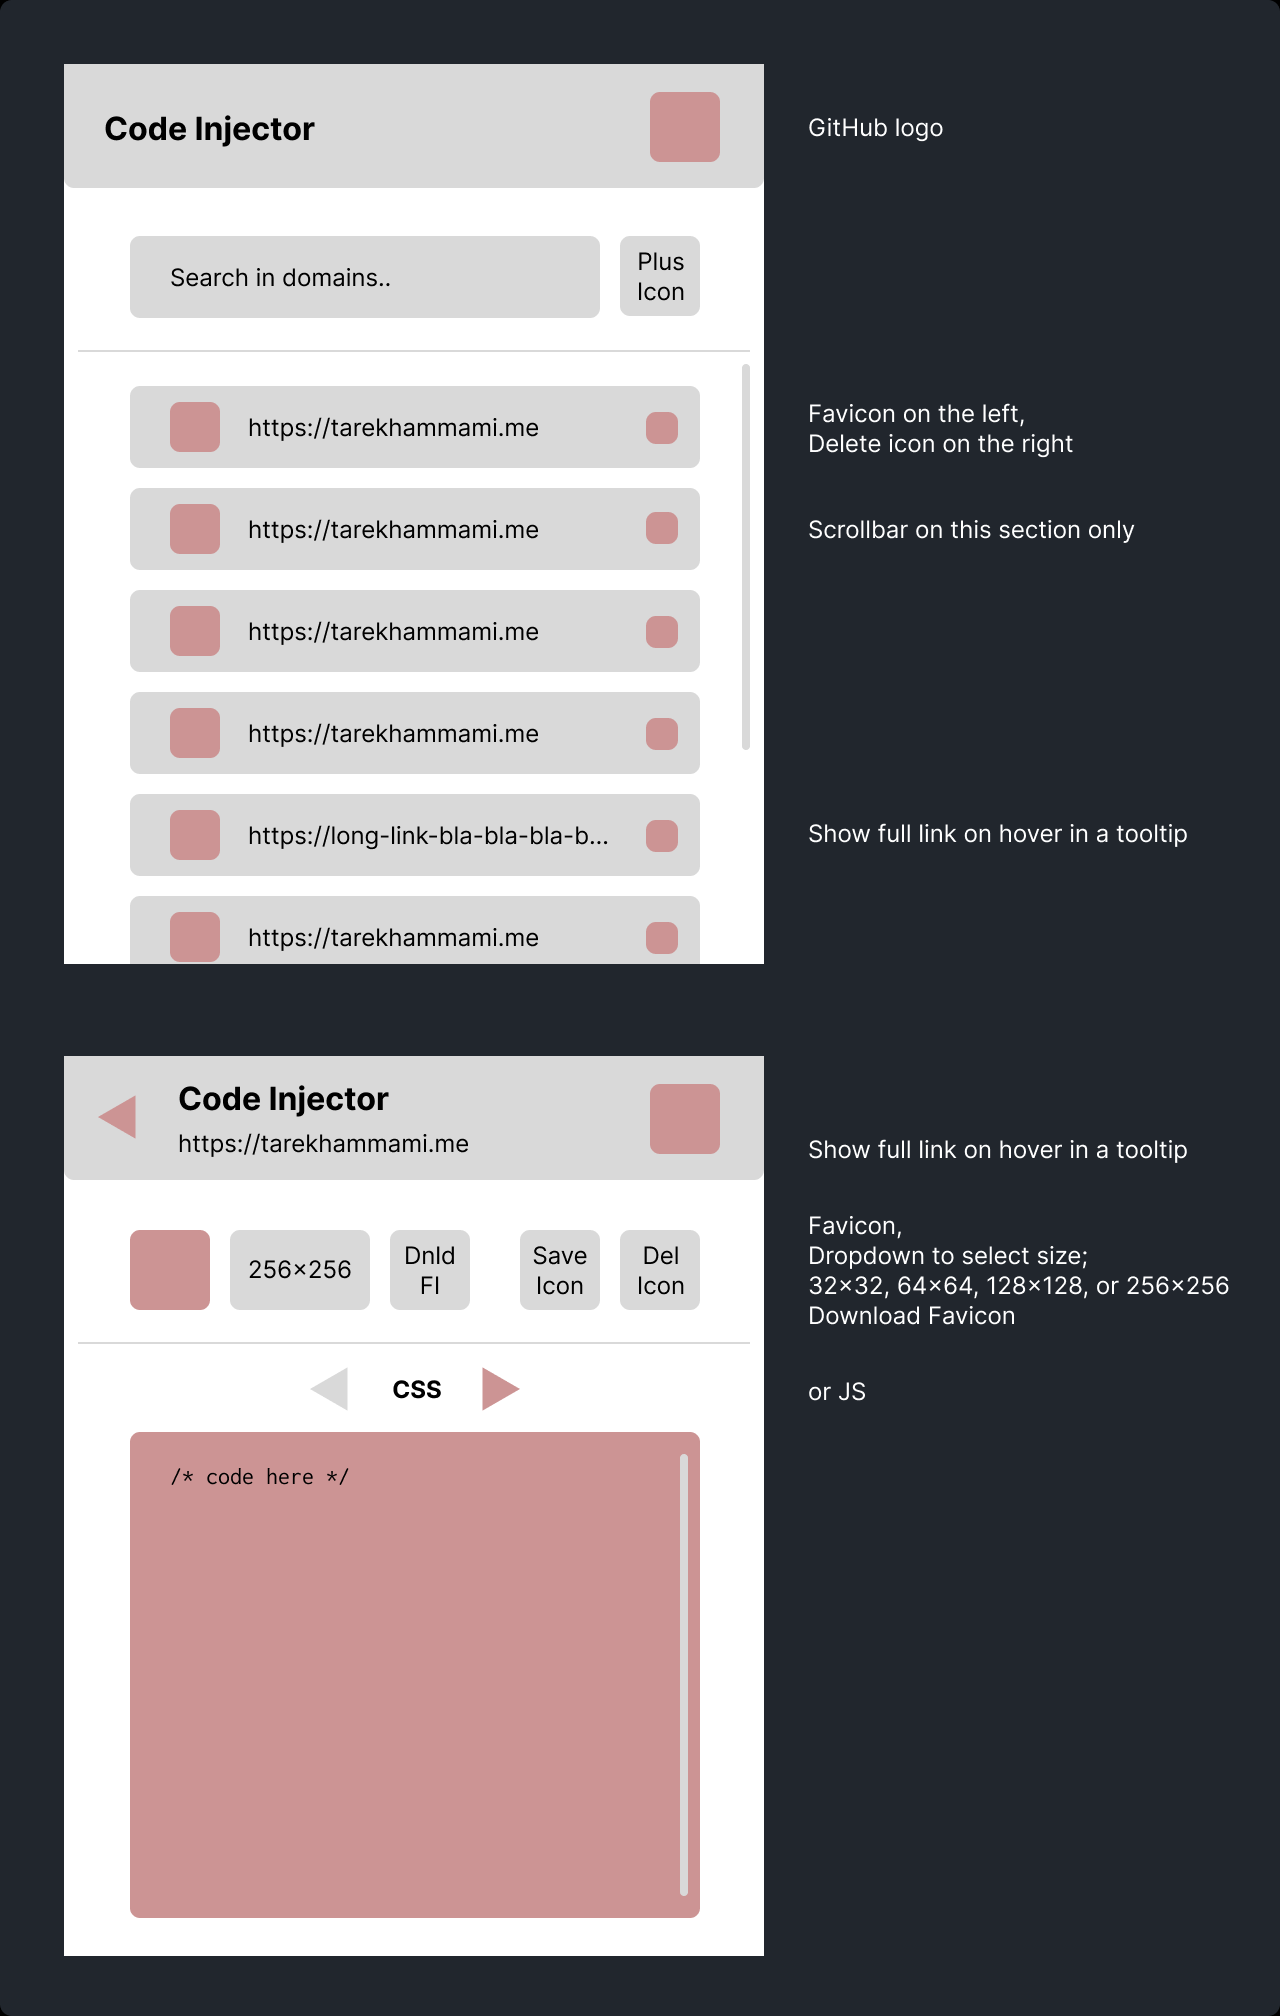 Code Injector
GitHub logo
Search in domains..
Plus
Icon
https://tarekhammami.me
Favicon on the left,
Delete icon on the right
https://tarekhammami.me
Scrollbar on this section only
https://tarekhammami.me
https://tarekhammami.me
https://long-link-bla-bla-bla-b...
Show full link on hover in a tooltip
https://tarekhammami.me
Code Injector
https://tarekhammami.me
Show full link on hover in a tooltip
256×256
Dnld
FI
Save
Icon
Del
Icon
Favicon,
Dropdown to select size;
32×32, 64×64, 128×128, or 256×256
Download Favicon
CSS
or JS
/* code here */